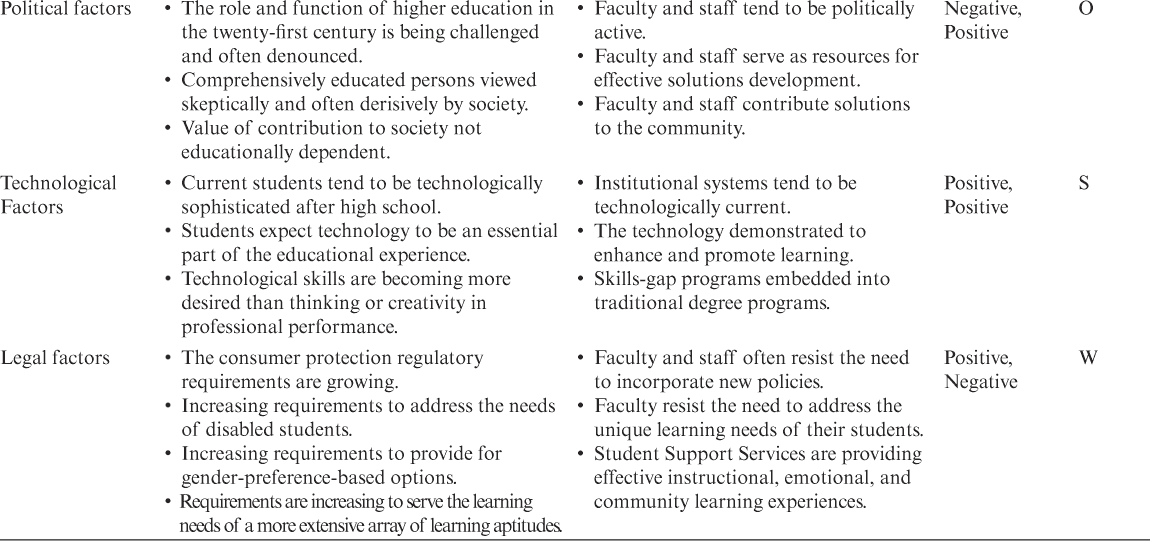 Political factors
• The role and function of higher education in
the twenty-first century is being challenged
and often denounced.
• Comprehensively educated persons viewed
skeptically and often derisively by society.
• Value of contribution to society not
educationally dependent.
• Faculty and staff tend to be politically
active.
• Faculty and staff serve as resources for
effective solutions development.
• Faculty and staff contribute solutions
to the community.
Negative,
Positive
O
Technological
Factors
• Current students tend to be technologically
sophisticated after high school.
• Students expect technology to be an essential
part of the educational experience.
• Technological skills are becoming more
desired than thinking or creativity in
professional performance.
• Institutional systems tend to be
technologically current.
• The technology demonstrated to
enhance and promote learning.
• Skills-gap programs embedded into
traditional degree programs.
Positive,
Positive
S
Legal factors
• The consumer protection regulatory
requirements are growing.
• Increasing requirements to address the needs
of disabled students.
• Increasing requirements to provide for
gender-preference-based options.
• Requirements are increasing to serve the learning
needs of a more extensive array of learning aptitudes.
• Faculty and staff often resist the need
to incorporate new policies.
• Faculty resist the need to address the
unique learning needs of their students.
• Student Support Services are providing
effective instructional, emotional, and
community learning experiences.
Positive,
Negative
W